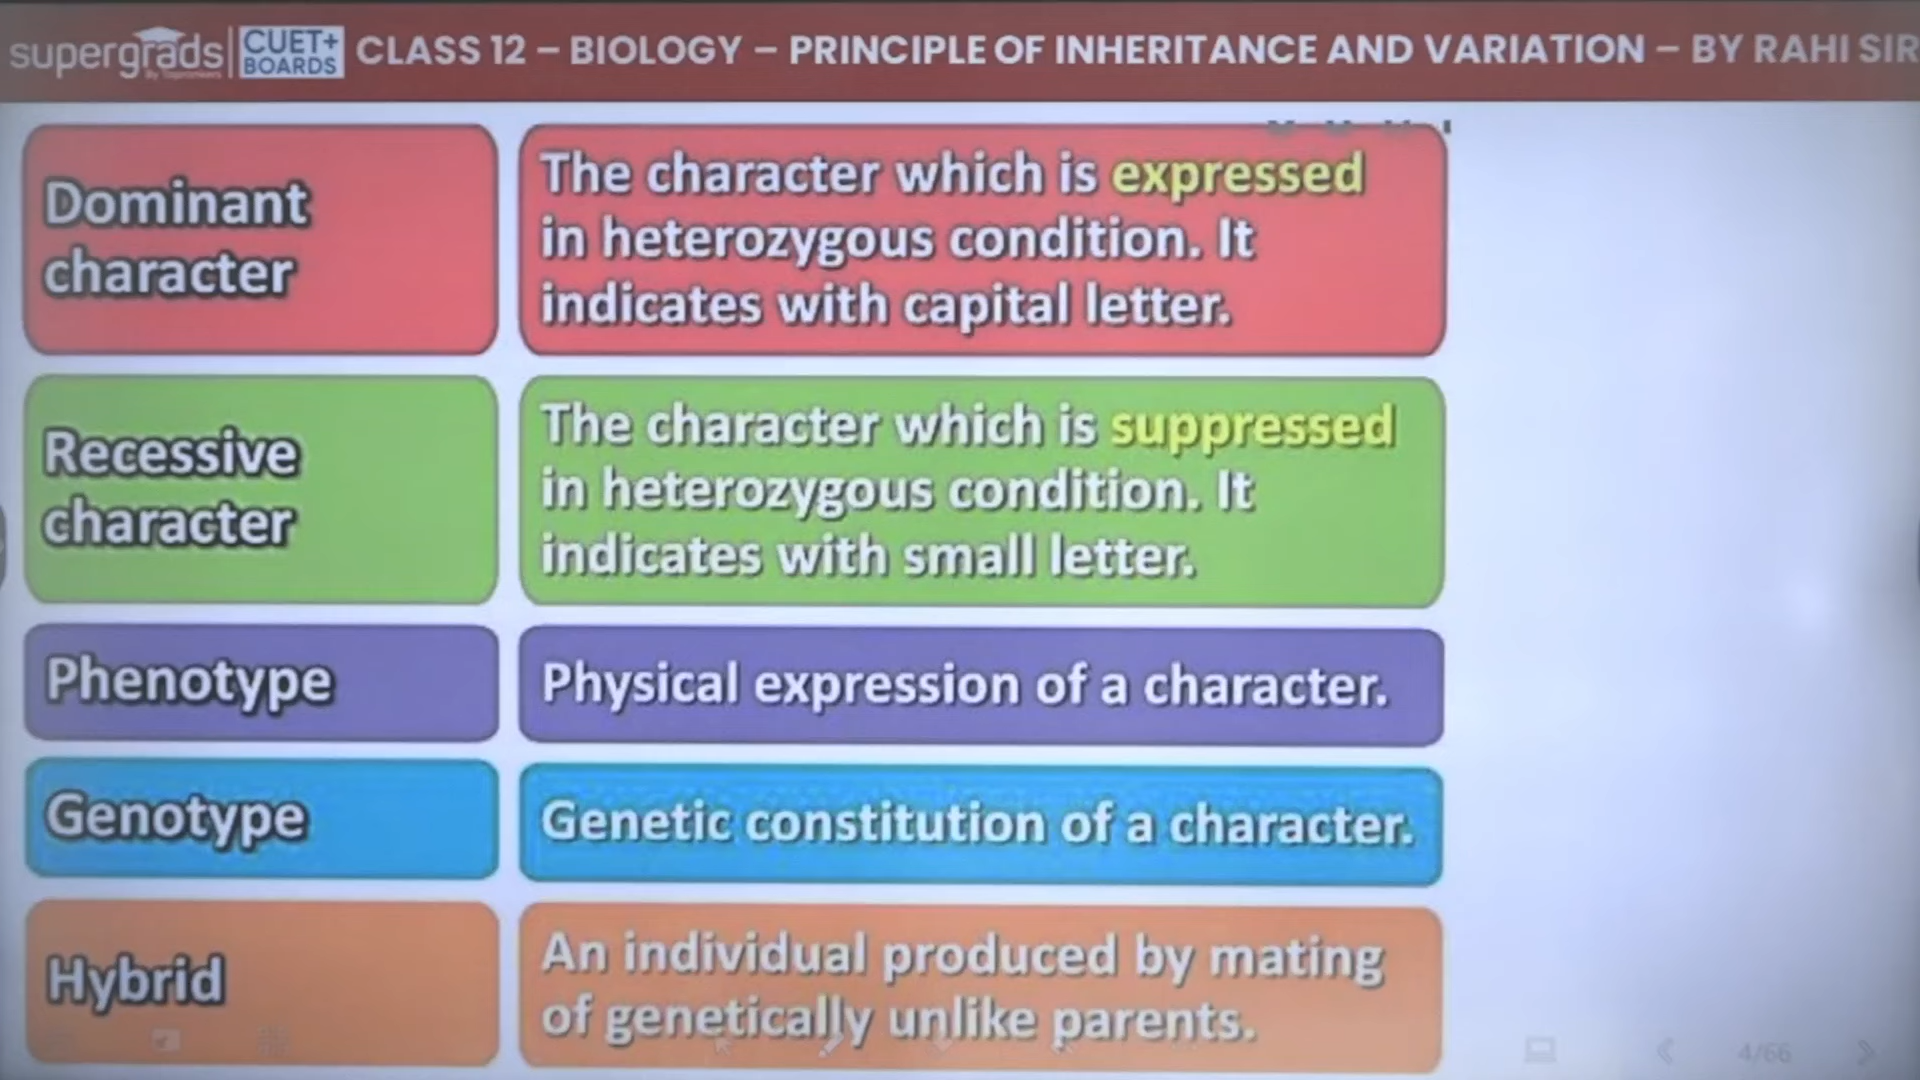 supergrads CUET+ BOARDS CLASS 12 – BIOLOGY – PRINCIPLE OF INHERITANCE AND VARIATION – BY RAHI SIR
Dominant
character
The character which is expressed
in heterozygous condition. It
indicates with capital letter.
Recessive
character
The character which is suppressed
in heterozygous condition. It
indicates with small letter.
Phenotype
Physical expression of a character.
Genotype
Genetic constitution of a character.
Hybrid
An individual produced by mating
of genetically unlike parents.
4/66